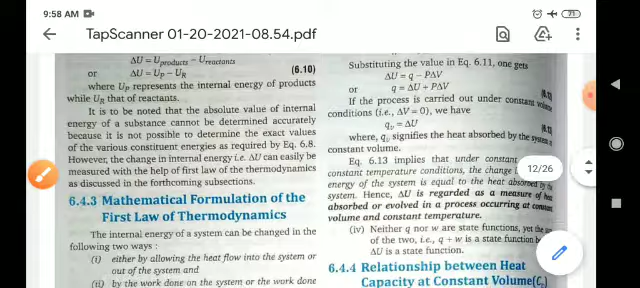 9:58 AM
71
TapScanner 01-20-2021-08.54.pdf
ΔU = Uproducts − Ureactants
or ΔU = UP − UR (6.10)
where UP represents the internal energy of products
while UR that of reactants.
It is to be noted that the absolute value of internal
energy of a substance cannot be determined accurately
because it is not possible to determine the exact values
of the various constituent energies as required by Eq. 6.8.
However, the change in internal energy i.e. ΔU can easily be
measured with the help of first law of the thermodynamics
as discussed in the forthcoming subsections.
6.4.3 Mathematical Formulation of the
First Law of Thermodynamics
The internal energy of a system can be changed in the
following two ways :
(i) either by allowing the heat flow into the system or
out of the system and
(ii) by the work done on the system or the work done
Substituting the value in Eq. 6.11, one gets
ΔU = q − PΔV
or q = ΔU + PΔV
If the process is carried out under constant volume
conditions (i.e., ΔV = 0), we have
qv = ΔU
where, qv signifies the heat absorbed by the system at
constant volume.
Eq. 6.13 implies that under constant
constant temperature conditions, the change
energy of the system is equal to the heat absorbed by the
system. Hence, ΔU is regarded as a measure of heat
absorbed or evolved in a process occurring at constant
volume and constant temperature.
(iv) Neither q nor w are state functions, yet the
of the two, i.e., q + w is a state function
ΔU is a state function.
6.4.4 Relationship between Heat
Capacity at Constant Volume(Cv)
12/26